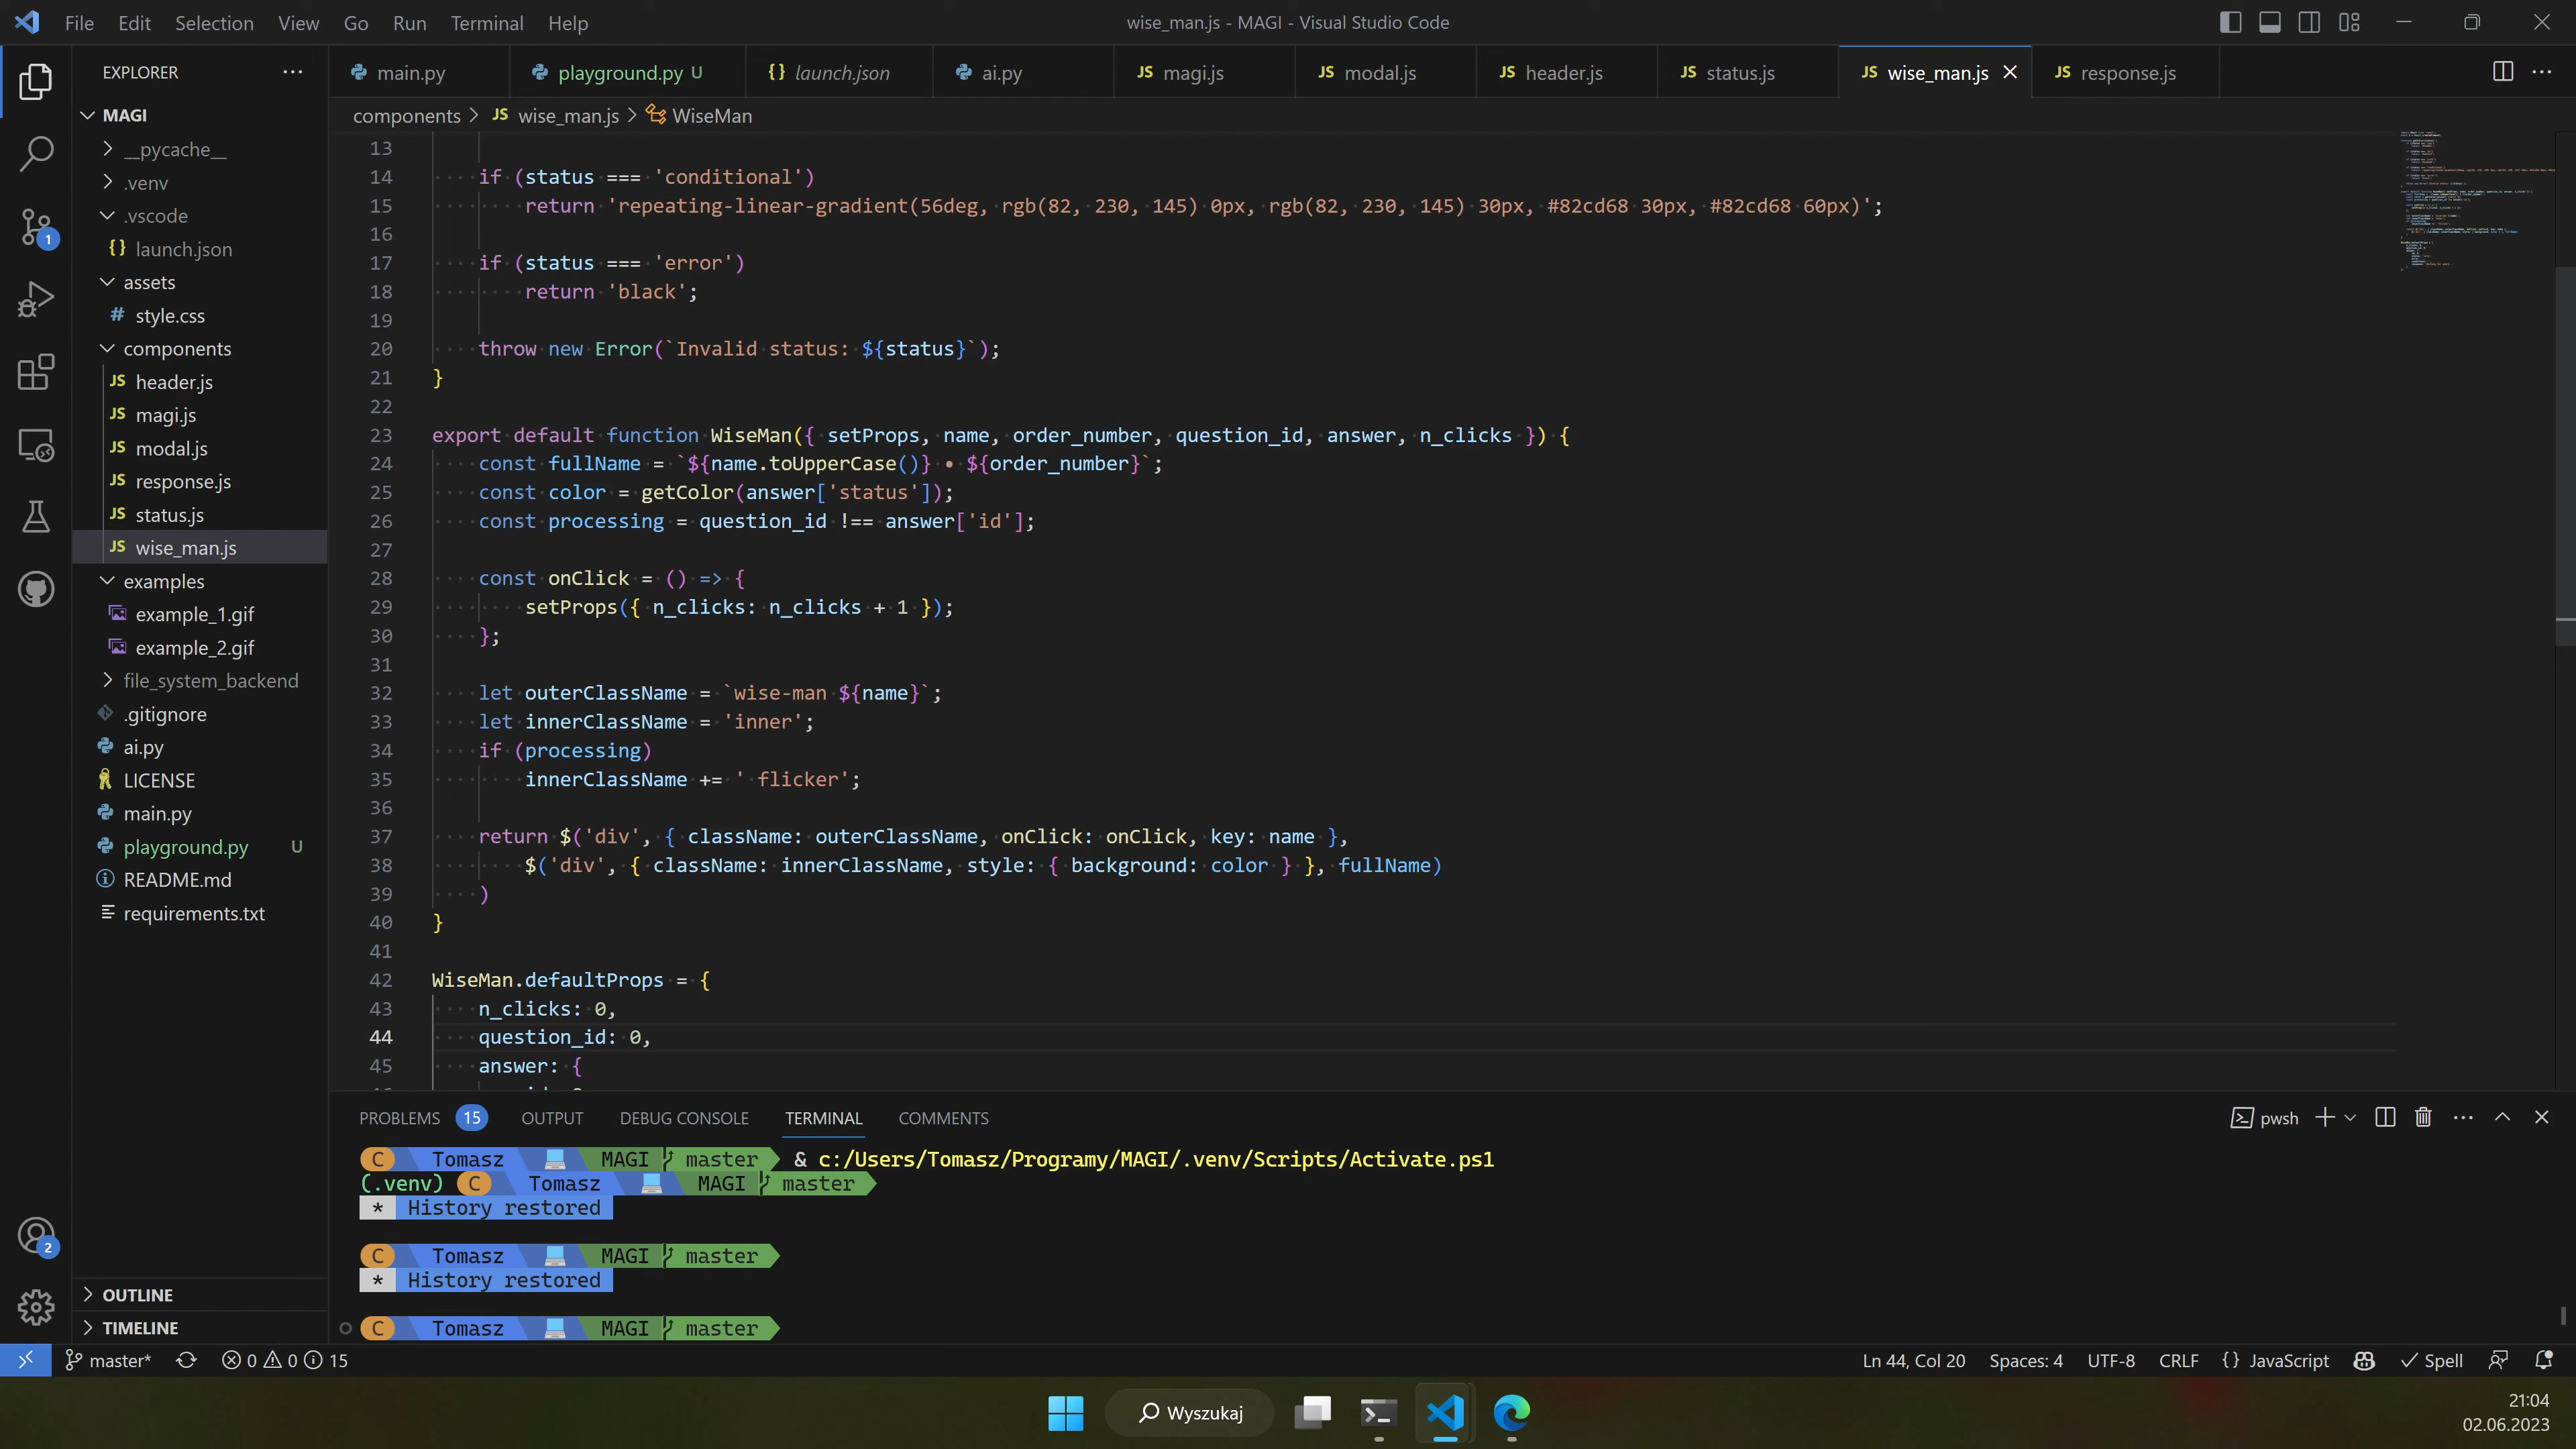 File Edit Selection View Go Run Terminal Help
wise_man.js - MAGI - Visual Studio Code
EXPLORER
MAGI
__pycache__
.venv
.vscode
launch.json
assets
style.css
components
header.js
magi.js
modal.js
response.js
status.js
wise_man.js
examples
example_1.gif
example_2.gif
file_system_backend
.gitignore
ai.py
LICENSE
main.py
playground.py U
README.md
requirements.txt
OUTLINE
TIMELINE
main.py playground.py U launch.json ai.py magi.js modal.js header.js status.js wise_man.js response.js
components > JS wise_man.js > WiseMan
13
14 if (status === 'conditional')
15 return 'repeating-linear-gradient(56deg, rgb(82, 230, 145) 0px, rgb(82, 230, 145) 30px, #82cd68 30px, #82cd68 60px)';
16
17 if (status === 'error')
18 return 'black';
19
20 throw new Error(`Invalid status: ${status}`);
21 }
22
23 export default function WiseMan({ setProps, name, order_number, question_id, answer, n_clicks }) {
24 const fullName = `${name.toUpperCase()} • ${order_number}`;
25 const color = getColor(answer['status']);
26 const processing = question_id !== answer['id'];
27
28 const onClick = () => {
29 setProps({ n_clicks: n_clicks + 1 });
30 };
31
32 let outerClassName = `wise-man ${name}`;
33 let innerClassName = 'inner';
34 if (processing)
35 innerClassName += ' flicker';
36
37 return $('div', { className: outerClassName, onClick: onClick, key: name },
38 $('div', { className: innerClassName, style: { background: color } }, fullName)
39 )
40 }
41
42 WiseMan.defaultProps = {
43 n_clicks: 0,
44 question_id: 0,
45 answer: {
PROBLEMS 15 OUTPUT DEBUG CONSOLE TERMINAL COMMENTS
pwsh
C Tomasz MAGI master & c:/Users/Tomasz/Programy/MAGI/.venv/Scripts/Activate.ps1
(.venv) C Tomasz MAGI master
* History restored
C Tomasz MAGI master
* History restored
C Tomasz MAGI master
1
2
master* 0 0 15
Ln 44, Col 20 Spaces: 4 UTF-8 CRLF {} JavaScript Spell
Wyszukaj
21:04
02.06.2023